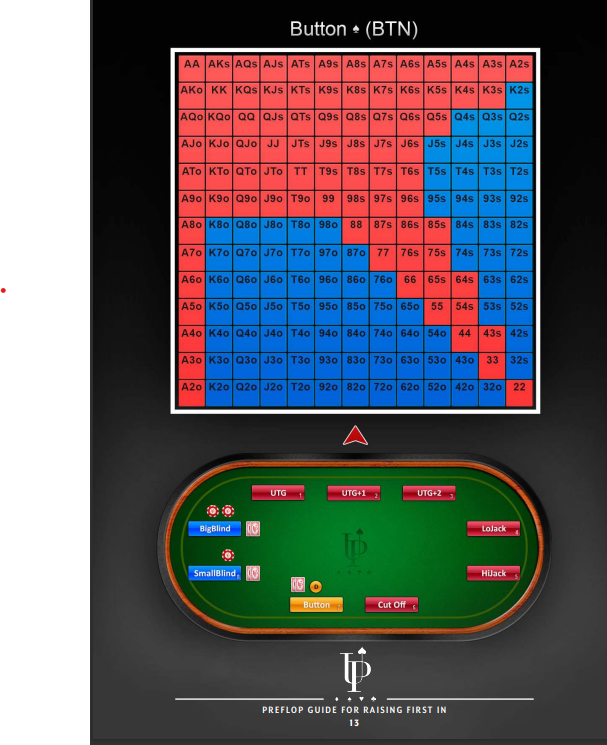 Button ♠ (BTN)
AA AKs AQs AJs ATs A9s A8s A7s A6s A5s A4s A3s A2s
AKo KK KQs KJs KTs K9s K8s K7s K6s K5s K4s K3s K2s
AQo KQo QQ QJs QTs Q9s Q8s Q7s Q6s Q5s Q4s Q3s Q2s
AJo KJo QJo JJ JTs J9s J8s J7s J6s J5s J4s J3s J2s
ATo KTo QTo JTo TT T9s T8s T7s T6s T5s T4s T3s T2s
A9o K9o Q9o J9o T9o 99 98s 97s 96s 95s 94s 93s 92s
A8o K8o Q8o J8o T8o 98o 88 87s 86s 85s 84s 83s 82s
A7o K7o Q7o J7o T7o 97o 87o 77 76s 75s 74s 73s 72s
A6o K6o Q6o J6o T6o 96o 86o 76o 66 65s 64s 63s 62s
A5o K5o Q5o J5o T5o 95o 85o 75o 65o 55 54s 53s 52s
A4o K4o Q4o J4o T4o 94o 84o 74o 64o 54o 44 43s 42s
A3o K3o Q3o J3o T3o 93o 83o 73o 63o 53o 43o 33 32s
A2o K2o Q2o J2o T2o 92o 82o 72o 62o 52o 42o 32o 22
UTG 1 UTG+1 2 UTG+2 3
BigBlind LoJack 4
SmallBlind HiJack 5
Button Cut Off 6
UP
PREFLOP GUIDE FOR RAISING FIRST IN
13